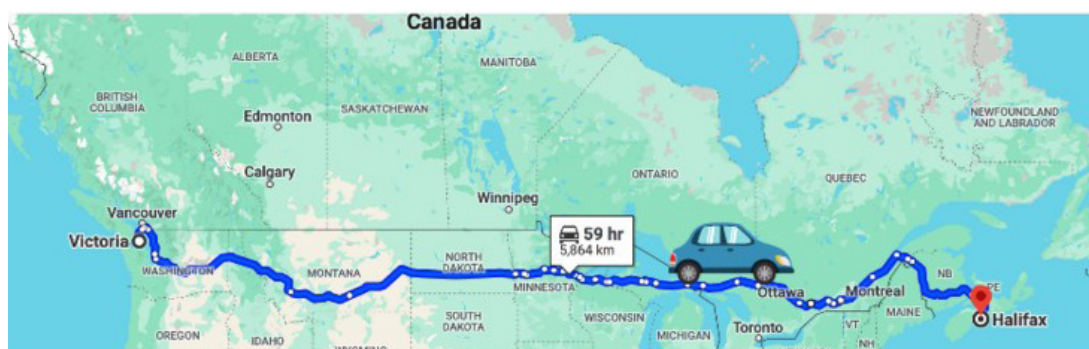 Canada
ALBERTA
MANITOBA
BRITISH
COLUMBIA
SASKATCHEWAN
Edmonton
NEWFOUNDLAND
AND LABRADOR
Calgary
ONTARIO
QUEBEC
Winnipeg
Vancouver
Victoria
59 hr
5,864 km
WASHINGTON
MONTANA
NORTH
DAKOTA
MINNESOTA
Ottawa
Montreal
NB
PE
MAINE
Halifax
OREGON
IDAHO
SOUTH
DAKOTA
WISCONSIN
MICHIGAN
Toronto
VT
NH
WYOMING